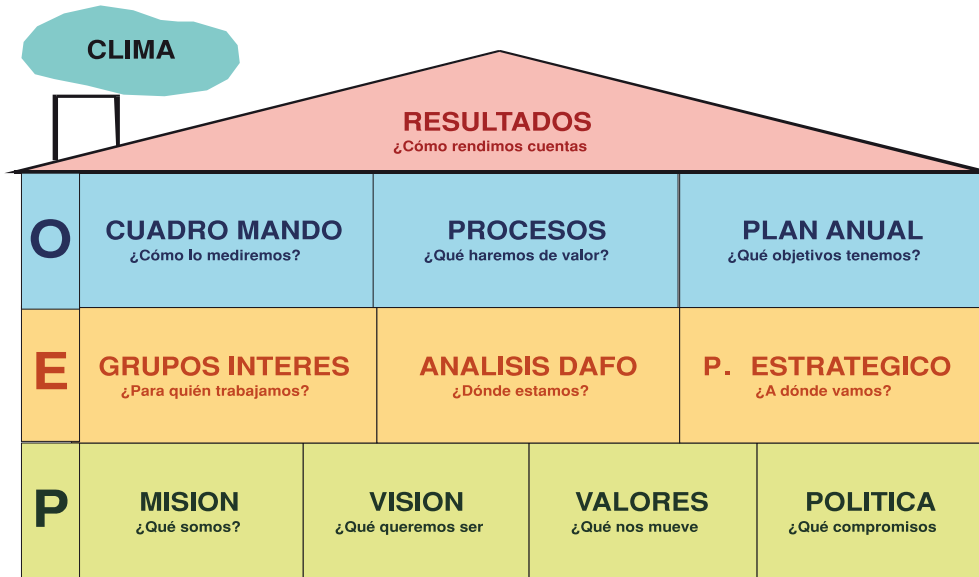 CLIMA
RESULTADOS
¿Cómo rendimos cuentas
O
CUADRO MANDO
¿Cómo lo mediremos?
PROCESOS
¿Qué haremos de valor?
PLAN ANUAL
¿Qué objetivos tenemos?
E
GRUPOS INTERES
¿Para quién trabajamos?
ANALISIS DAFO
¿Dónde estamos?
P. ESTRATEGICO
¿A dónde vamos?
P
MISION
¿Qué somos?
VISION
¿Qué queremos ser
VALORES
¿Qué nos mueve
POLITICA
¿Qué compromisos